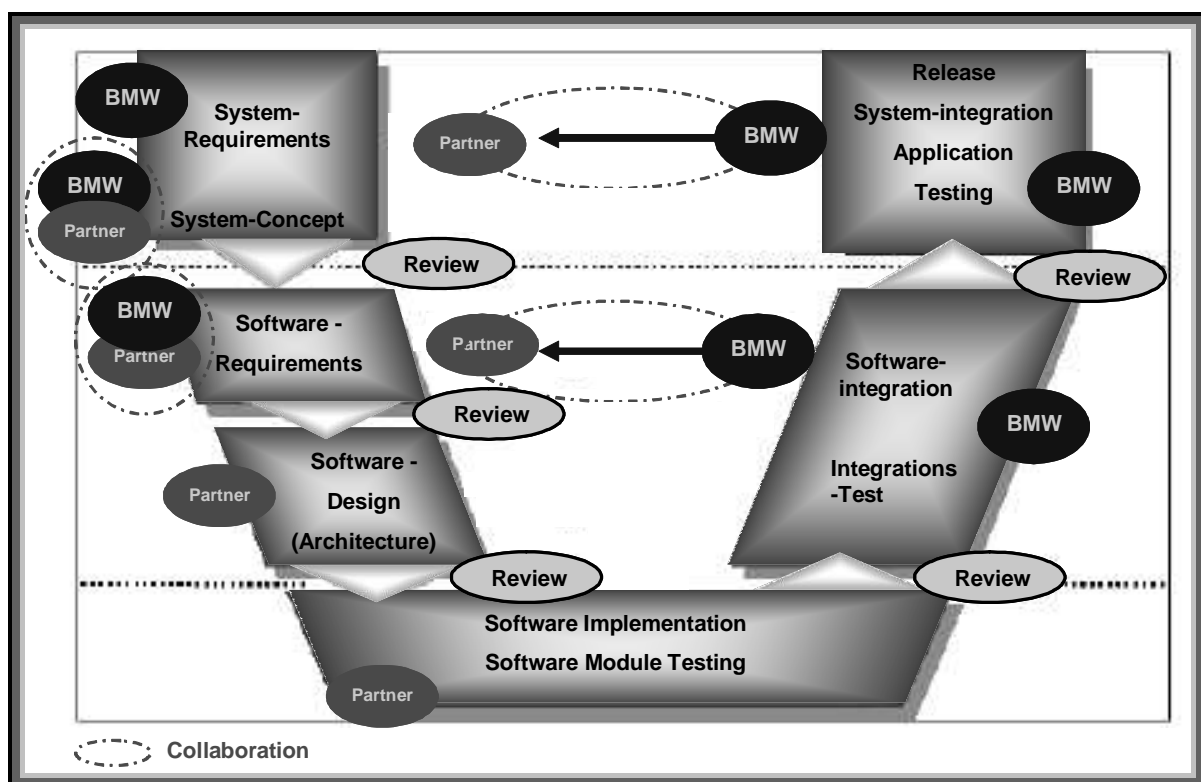 BMW
System-
Requirements
BMW
Partner
System-Concept
Partner
BMW
Release
System-integration
Application
Testing
BMW
Review
Review
BMW
Partner
Software -
Requirements
Partner
BMW
Software-
integration
Integrations
-Test
BMW
Review
Partner
Software -
Design
(Architecture)
Review
Review
Software Implementation
Software Module Testing
Partner
Collaboration